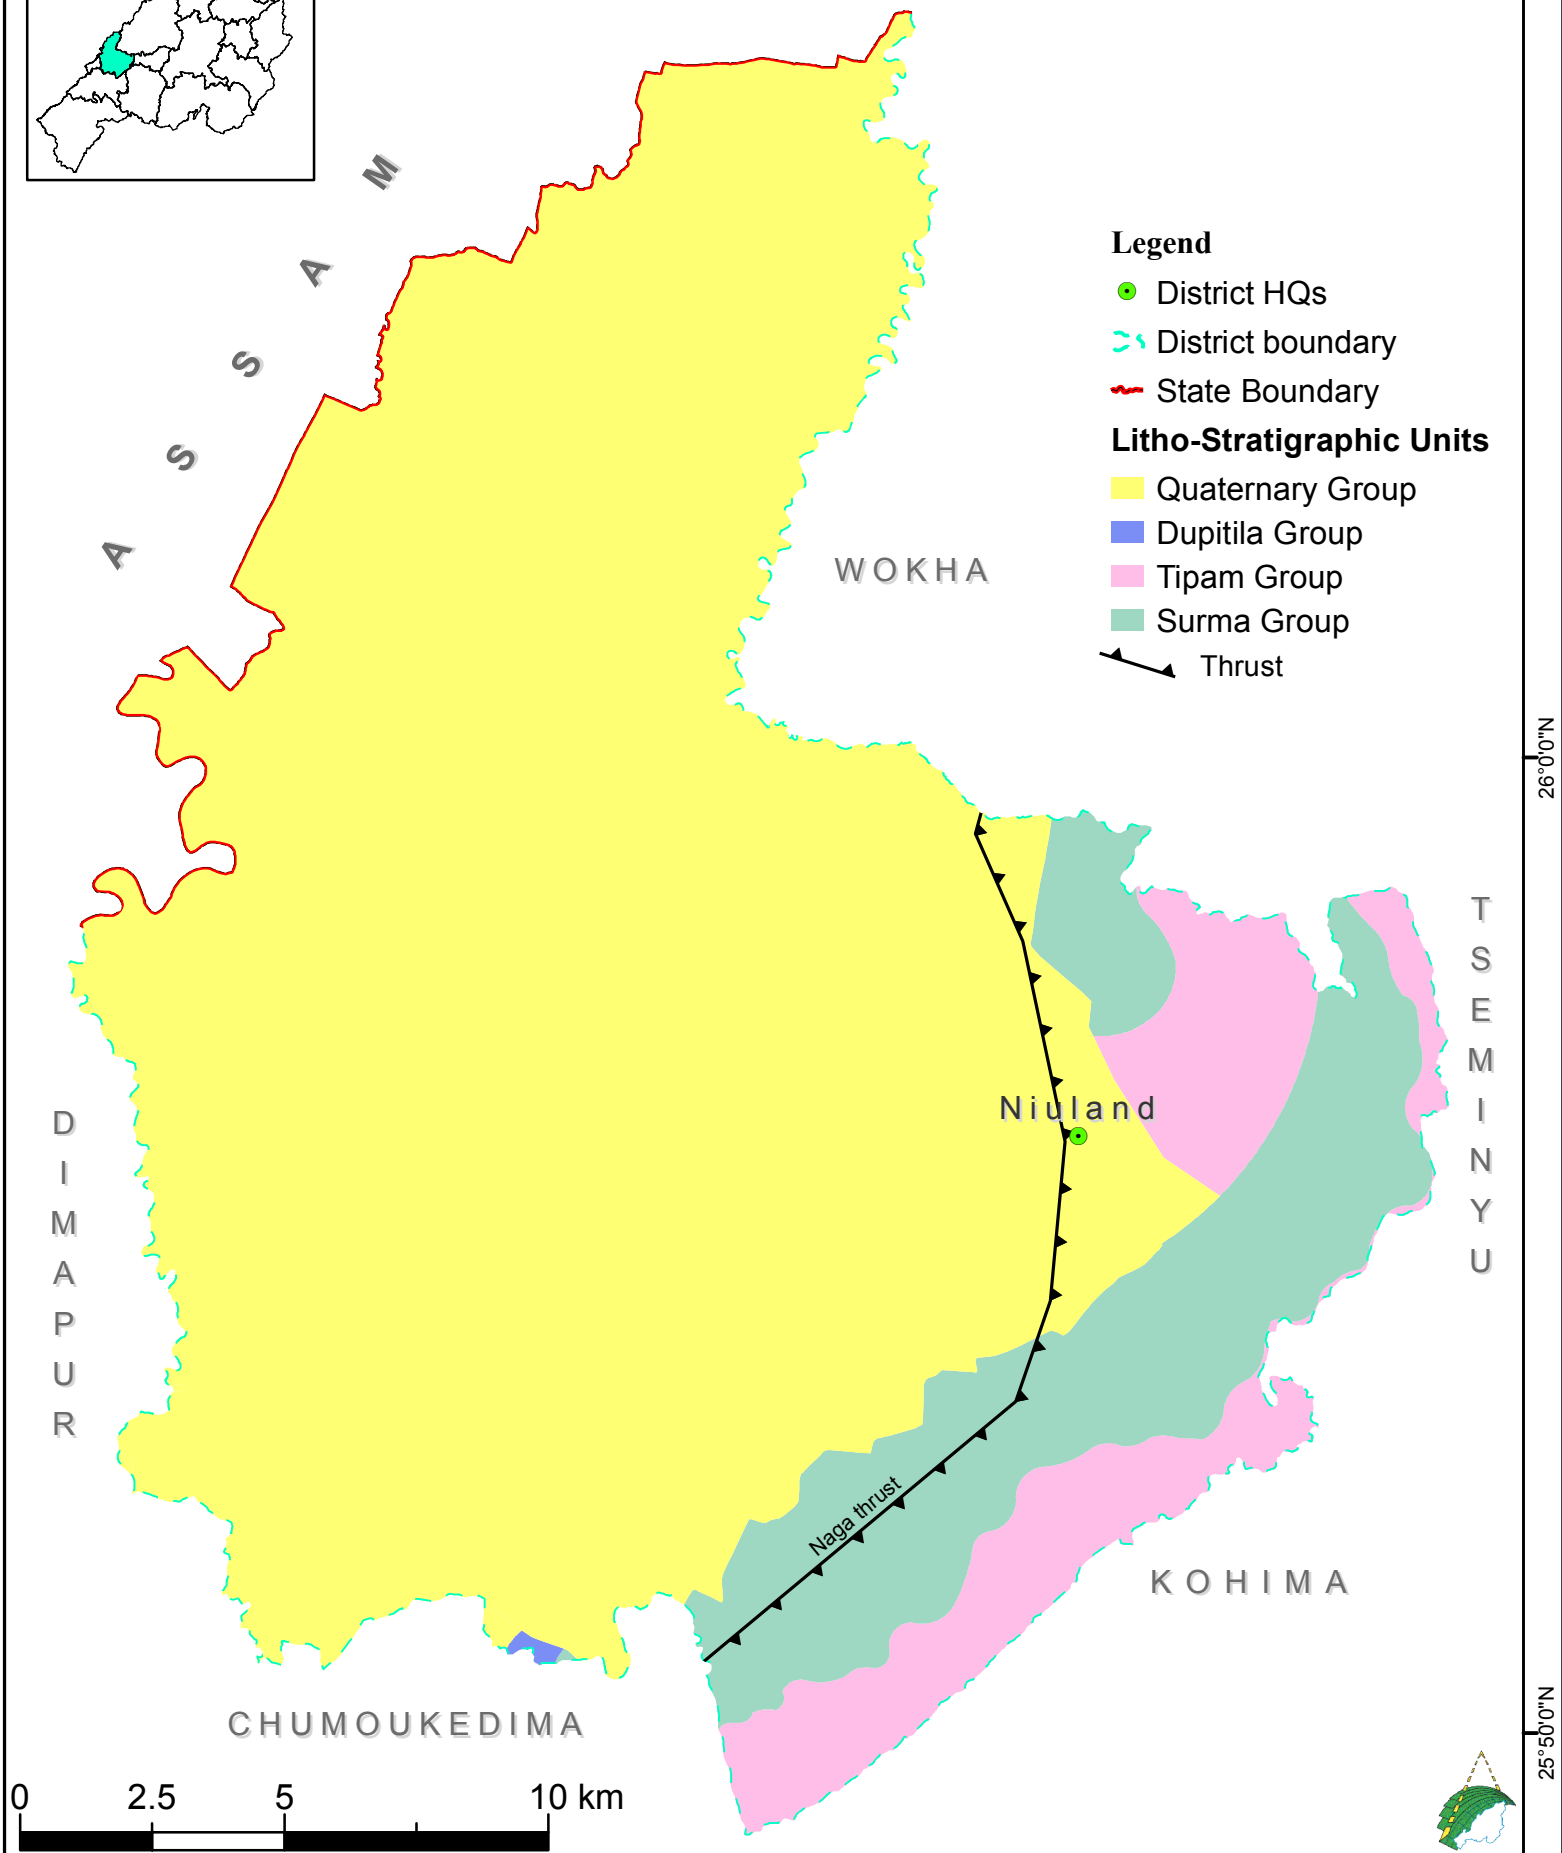 ASSAM
Legend
District HQs
District boundary
State Boundary
Litho-Stratigraphic Units
Quaternary Group
Dupitila Group
Tipam Group
Surma Group
Thrust
WOKHA
26°0'0"N
TSEMINYU
Niuland
DIMAPUR
Naga thrust
KOHIMA
CHUMOUKEDIMA
25°50'0"N
0 2.5 5 10 km